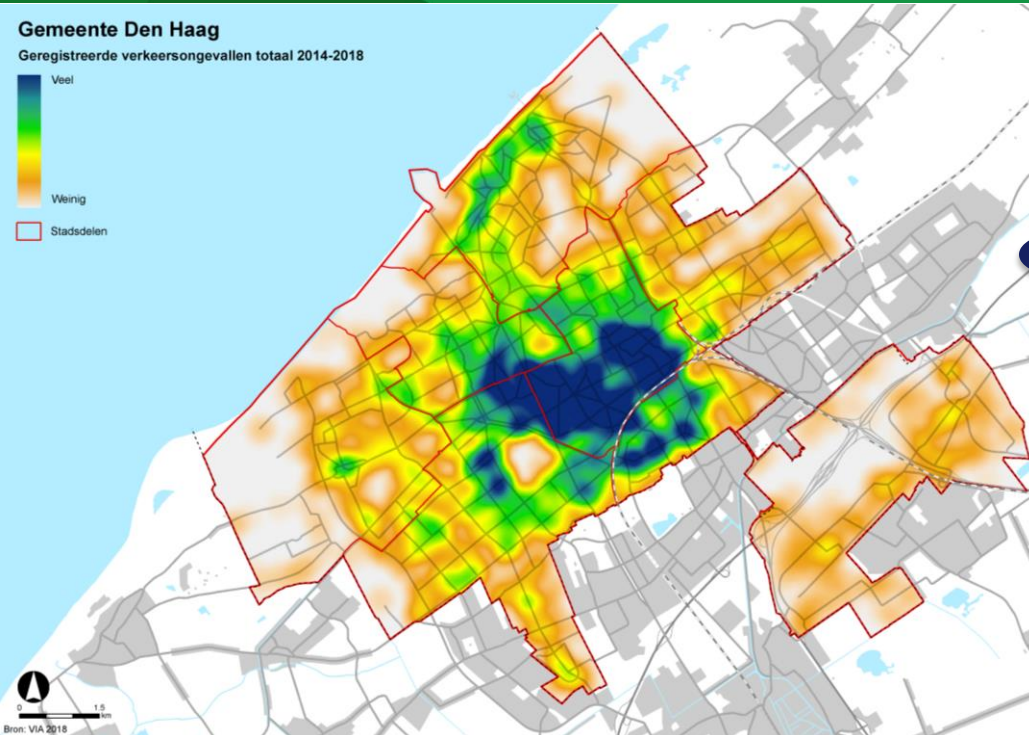 Gemeente Den Haag
Geregistreerde verkeersongevallen totaal 2014-2018
Veel
Weinig
Stadsdelen
0 1.5
km
Bron: VIA 2018